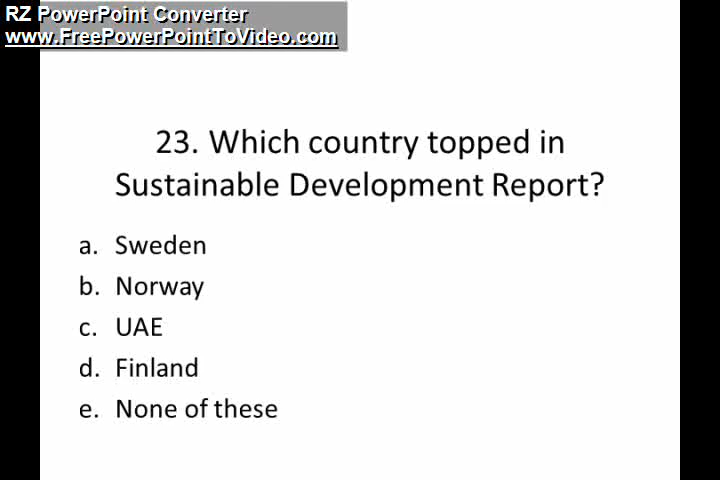 RZ PowerPoint Converter
www.FreePowerPointToVideo.com
23. Which country topped in
Sustainable Development Report?
a. Sweden
b. Norway
c. UAE
d. Finland
e. None of these